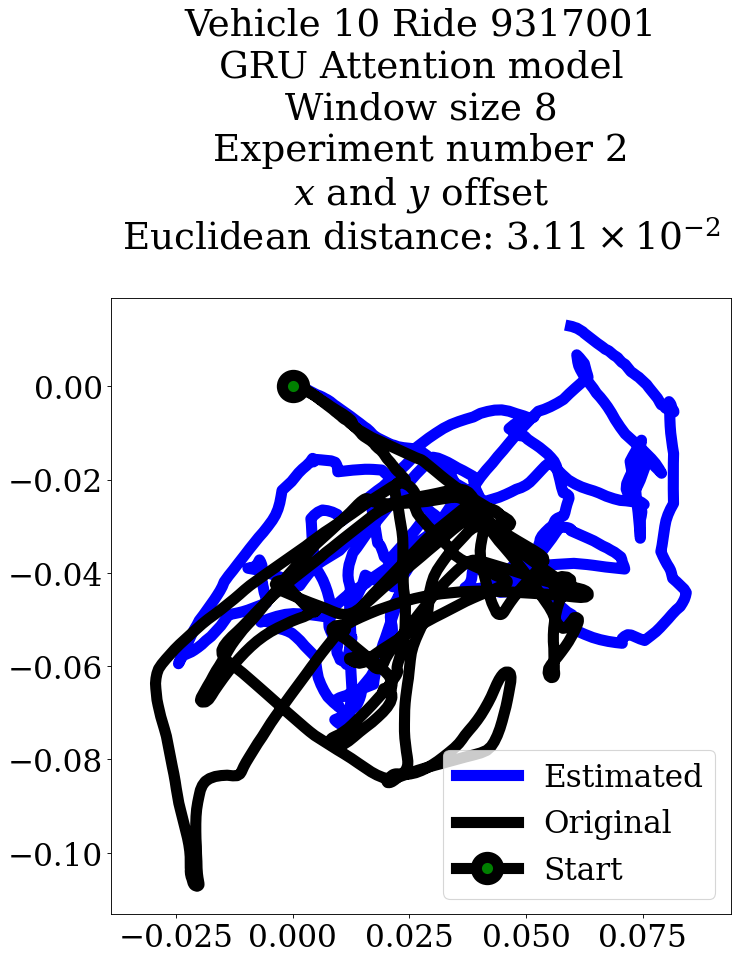 Vehicle 10 Ride 9317001
GRU Attention model
Window size 8
Experiment number 2
x and y offset
Euclidean distance: 3.11 × 10⁻²
0.00
−0.02
−0.04
−0.06
−0.08
−0.10
Estimated
Original
Start
−0.025 0.000 0.025 0.050 0.075